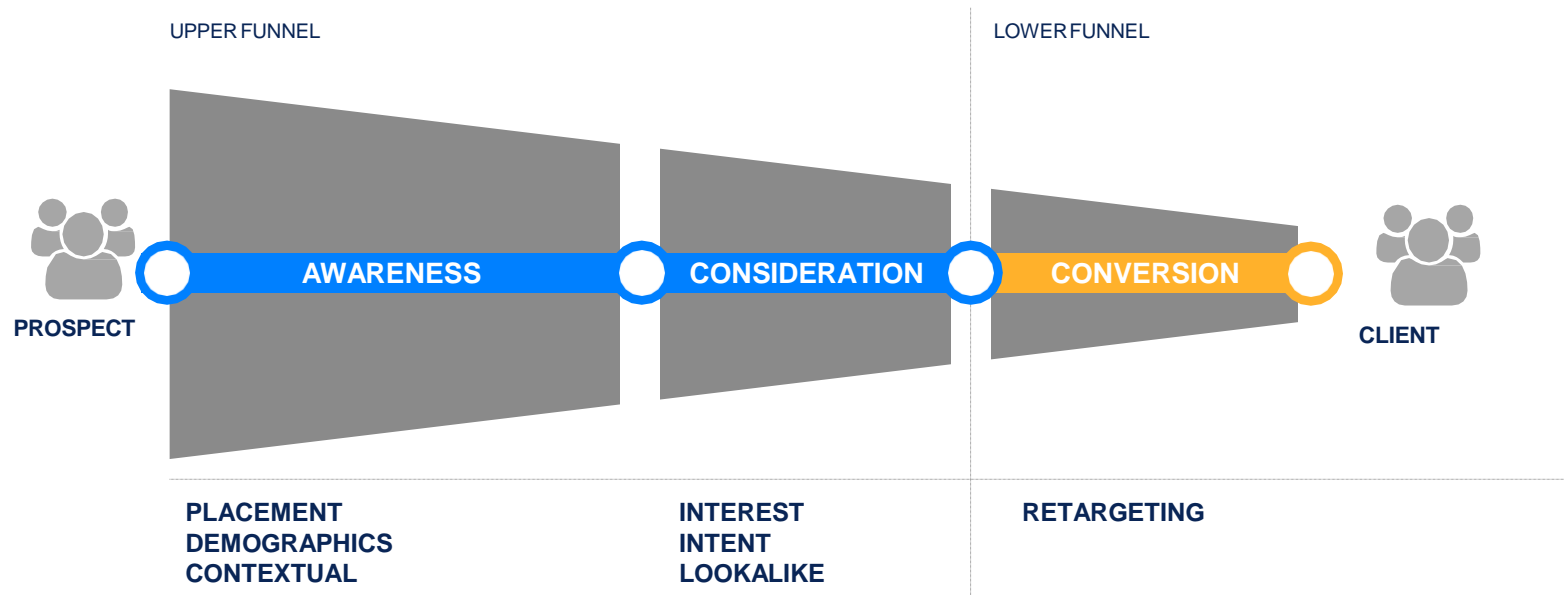 UPPER FUNNEL
LOWER FUNNEL
AWARENESS
CONSIDERATION
CONVERSION
PROSPECT
CLIENT
PLACEMENT
DEMOGRAPHICS
CONTEXTUAL
INTEREST
INTENT
LOOKALIKE
RETARGETING